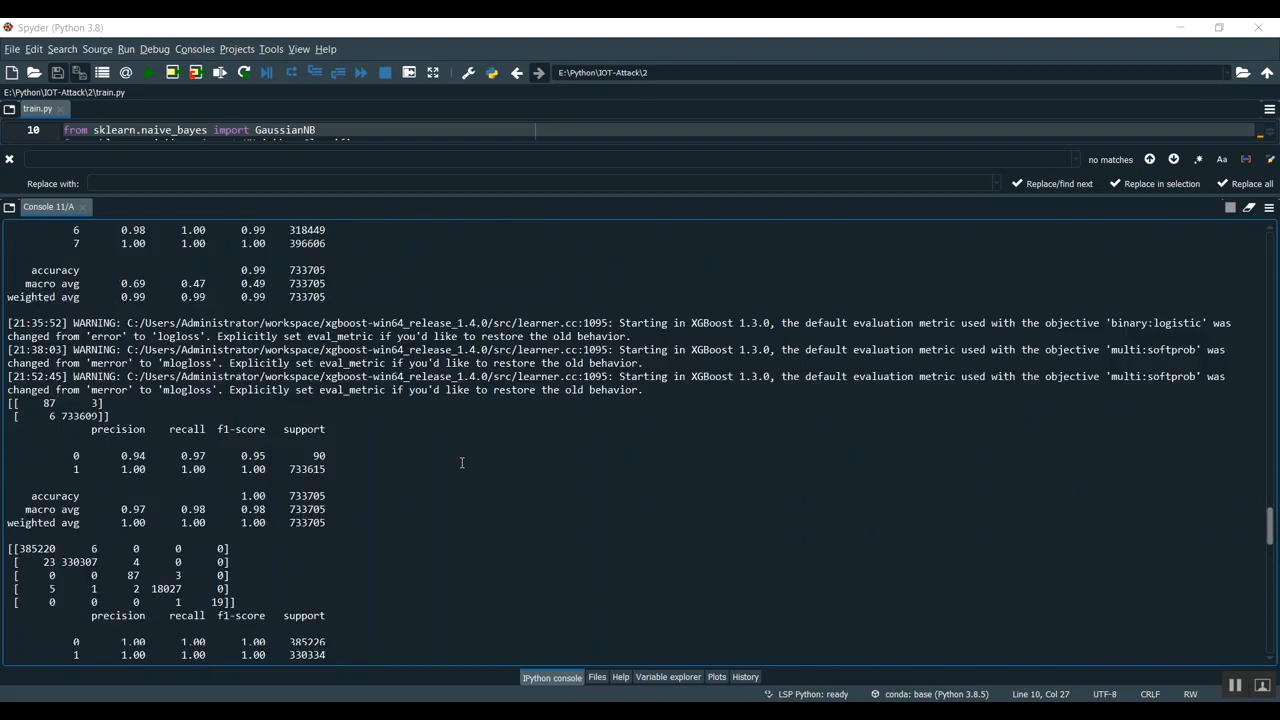 Spyder (Python 3.8)
File Edit Search Source Run Debug Consoles Projects Tools View Help
E:\Python\IOT-Attack\2
E:\Python\IOT-Attack\2\train.py
train.py
10 from sklearn.naive_bayes import GaussianNB
no matches
Aa
Replace with: Replace/find next Replace in selection Replace all
Console 11/A
6 0.98 1.00 0.99 318449
7 1.00 1.00 1.00 396606
accuracy 0.99 733705
macro avg 0.69 0.47 0.49 733705
weighted avg 0.99 0.99 0.99 733705
[21:35:52] WARNING: C:/Users/Administrator/workspace/xgboost-win64_release_1.4.0/src/learner.cc:1095: Starting in XGBoost 1.3.0, the default evaluation metric used with the objective 'binary:logistic' was
changed from 'error' to 'logloss'. Explicitly set eval_metric if you'd like to restore the old behavior.
[21:38:03] WARNING: C:/Users/Administrator/workspace/xgboost-win64_release_1.4.0/src/learner.cc:1095: Starting in XGBoost 1.3.0, the default evaluation metric used with the objective 'multi:softprob' was
changed from 'merror' to 'mlogloss'. Explicitly set eval_metric if you'd like to restore the old behavior.
[21:52:45] WARNING: C:/Users/Administrator/workspace/xgboost-win64_release_1.4.0/src/learner.cc:1095: Starting in XGBoost 1.3.0, the default evaluation metric used with the objective 'multi:softprob' was
changed from 'merror' to 'mlogloss'. Explicitly set eval_metric if you'd like to restore the old behavior.
[[ 87 3]
[ 6 733609]]
precision recall f1-score support
0 0.94 0.97 0.95 90
1 1.00 1.00 1.00 733615
accuracy 1.00 733705
macro avg 0.97 0.98 0.98 733705
weighted avg 1.00 1.00 1.00 733705
[[385220 6 0 0 0]
[ 23 330307 4 0 0]
[ 0 0 87 3 0]
[ 5 1 2 18027 0]
[ 0 0 0 1 19]]
precision recall f1-score support
0 1.00 1.00 1.00 385226
1 1.00 1.00 1.00 330334
IPython console Files Help Variable explorer Plots History
LSP Python: ready conda: base (Python 3.8.5) Line 10, Col 27 UTF-8 CRLF RW